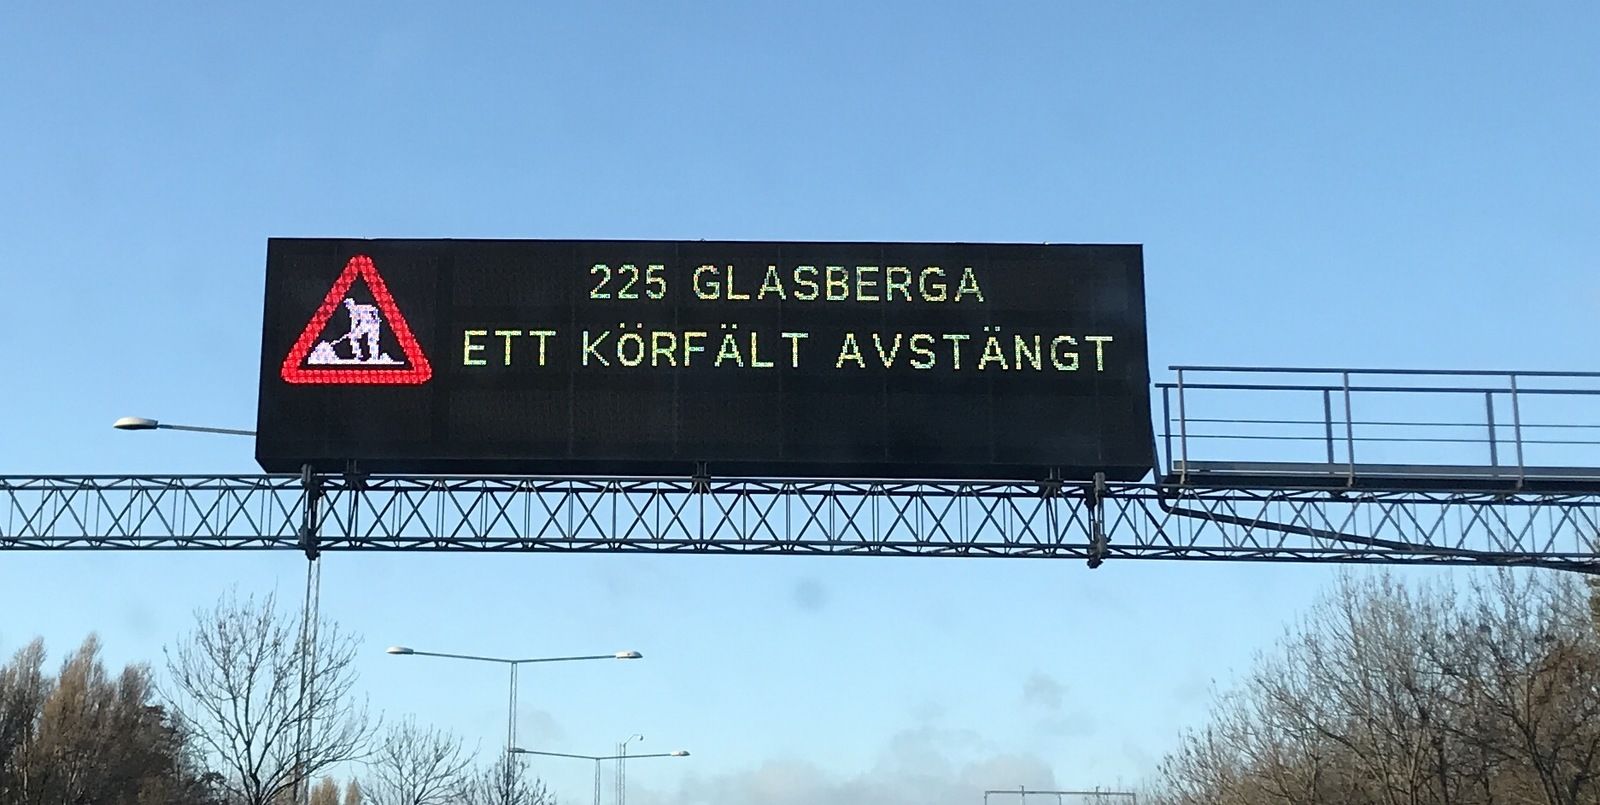 225 GLASBERGA
ETT KÖRFÄLT AVSTÄNGT